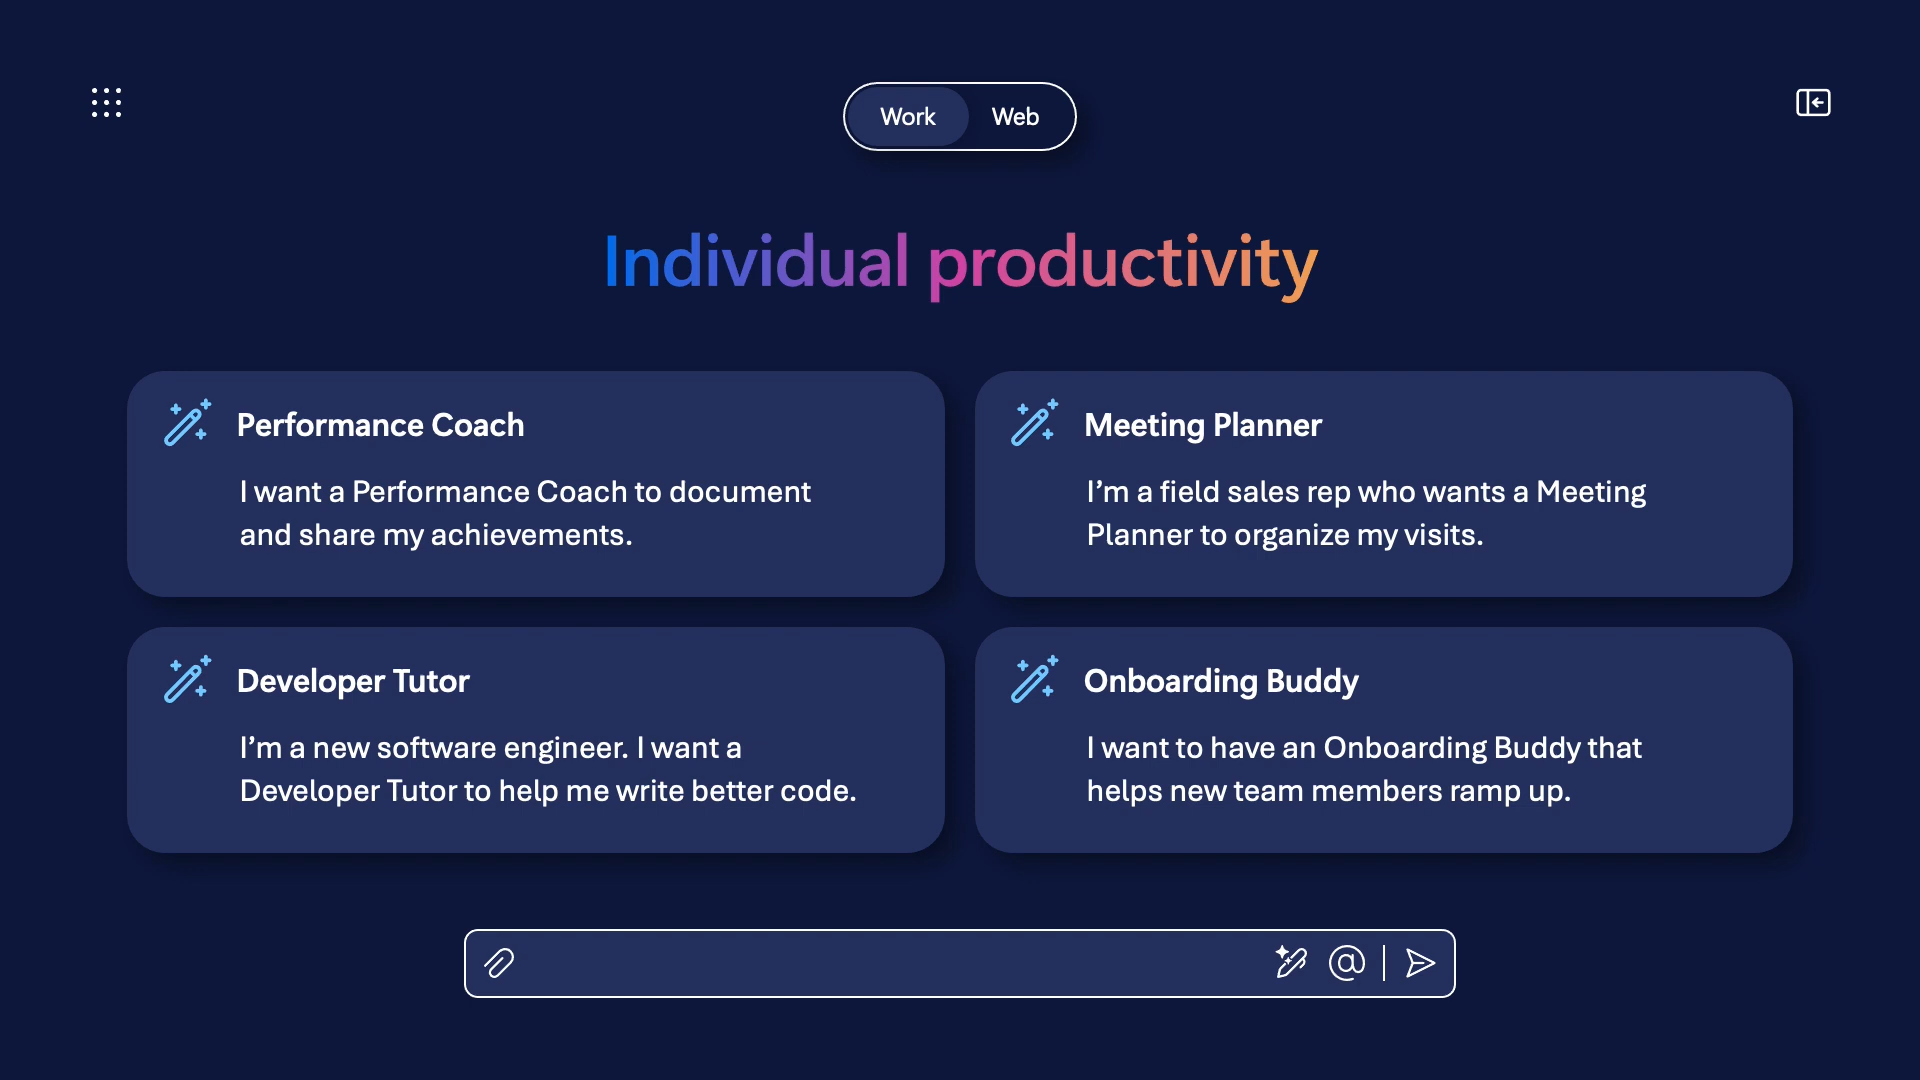 Work
Web
Individual productivity
Performance Coach
I want a Performance Coach to document
and share my achievements.
Meeting Planner
I’m a field sales rep who wants a Meeting
Planner to organize my visits.
Developer Tutor
I’m a new software engineer. I want a
Developer Tutor to help me write better code.
Onboarding Buddy
I want to have an Onboarding Buddy that
helps new team members ramp up.